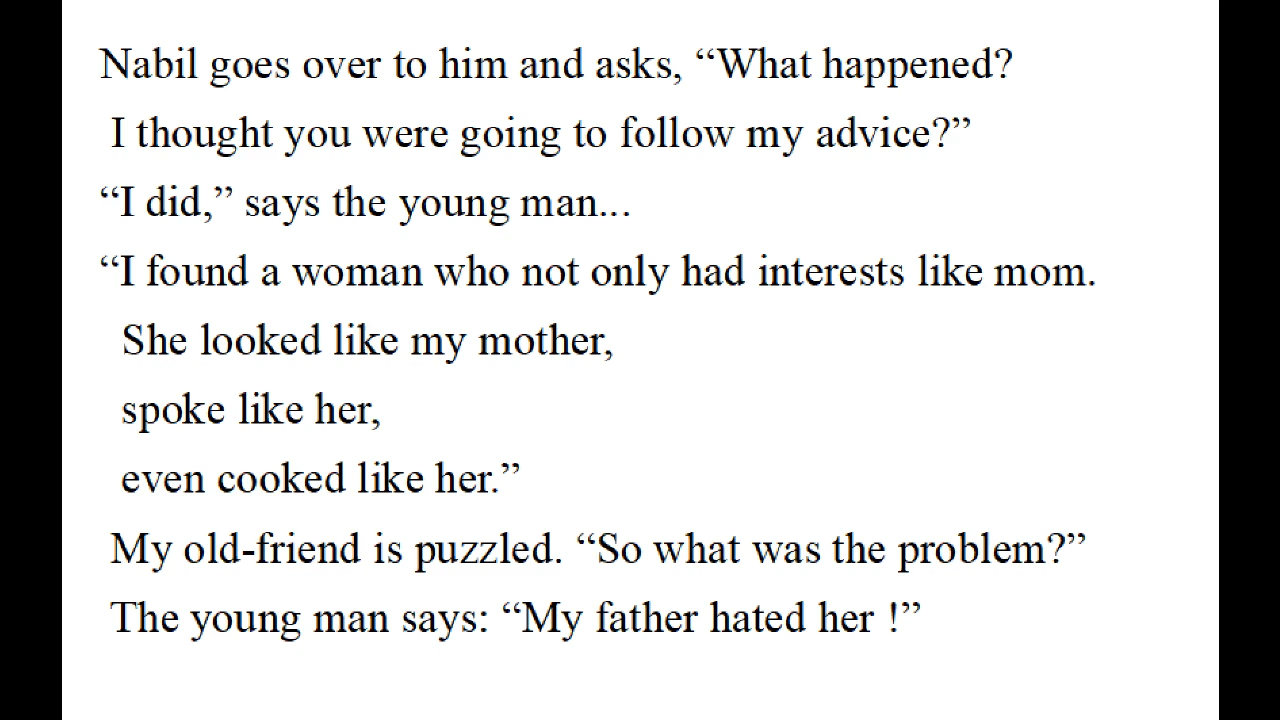 Nabil goes over to him and asks, “What happened?
I thought you were going to follow my advice?”
“I did,” says the young man...
“I found a woman who not only had interests like mom.
She looked like my mother,
spoke like her,
even cooked like her.”
My old-friend is puzzled. “So what was the problem?”
The young man says: “My father hated her !”